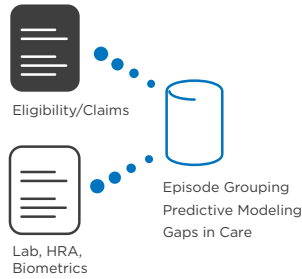 Eligibility/Claims
Lab, HRA,
Biometrics
Episode Grouping
Predictive Modeling
Gaps in Care